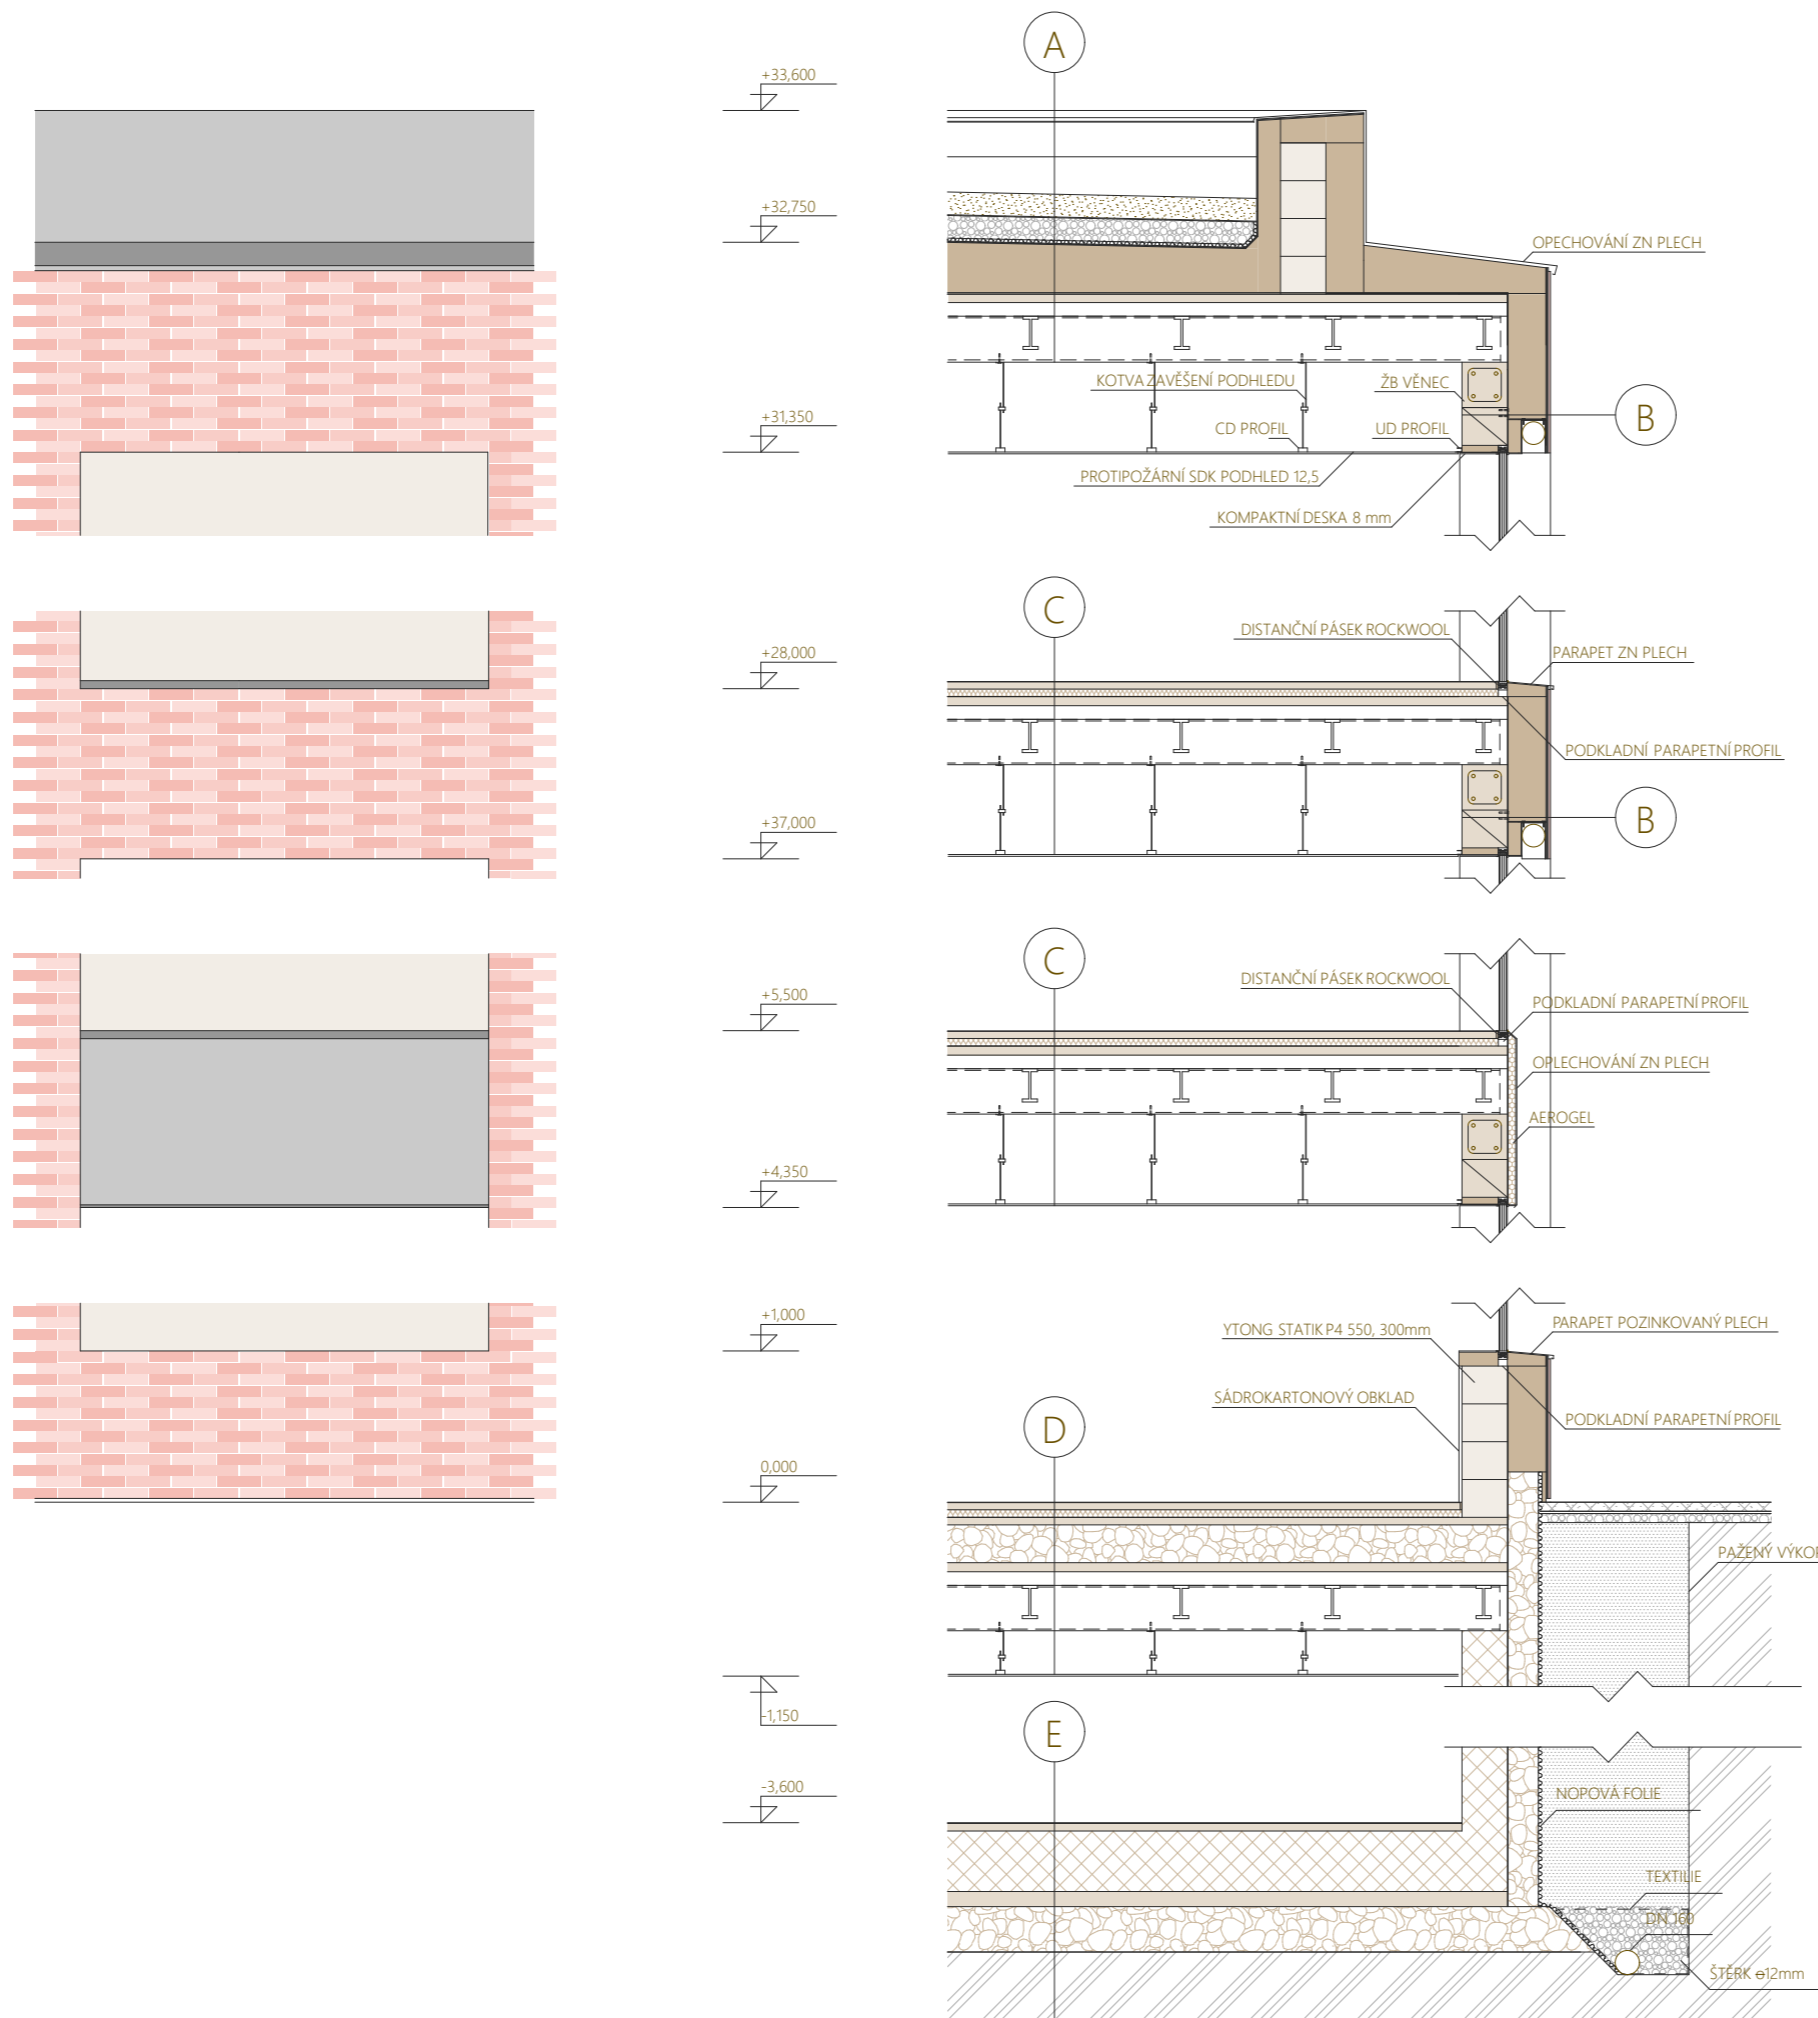 A
+33,600
+32,750
OPECHOVÁNÍ ZN PLECH
KOTVA ZAVĚŠENÍ PODHLEDU
ŽB VĚNEC
+31,350
CD PROFIL
UD PROFIL
B
PROTIPOŽÁRNÍ SDK PODHLED 12,5
KOMPAKTNÍ DESKA 8 mm
C
DISTANČNÍ PÁSEK ROCKWOOL
+28,000
PARAPET ZN PLECH
PODKLADNÍ PARAPETNÍ PROFIL
+37,000
B
C
DISTANČNÍ PÁSEK ROCKWOOL
+5,500
PODKLADNÍ PARAPETNÍ PROFIL
OPLECHOVÁNÍ ZN PLECH
AEROGEL
+4,350
+1,000
YTONG STATIK P4 550, 300mm
PARAPET POZINKOVANÝ PLECH
SÁDROKARTONOVÝ OBKLAD
PODKLADNÍ PARAPETNÍ PROFIL
D
0,000
PAŽENÝ VÝKOP
-1,150
E
-3,600
NOPOVÁ FOLIE
TEXTILIE
DN 160
ŠTĚRK ⌀12mm